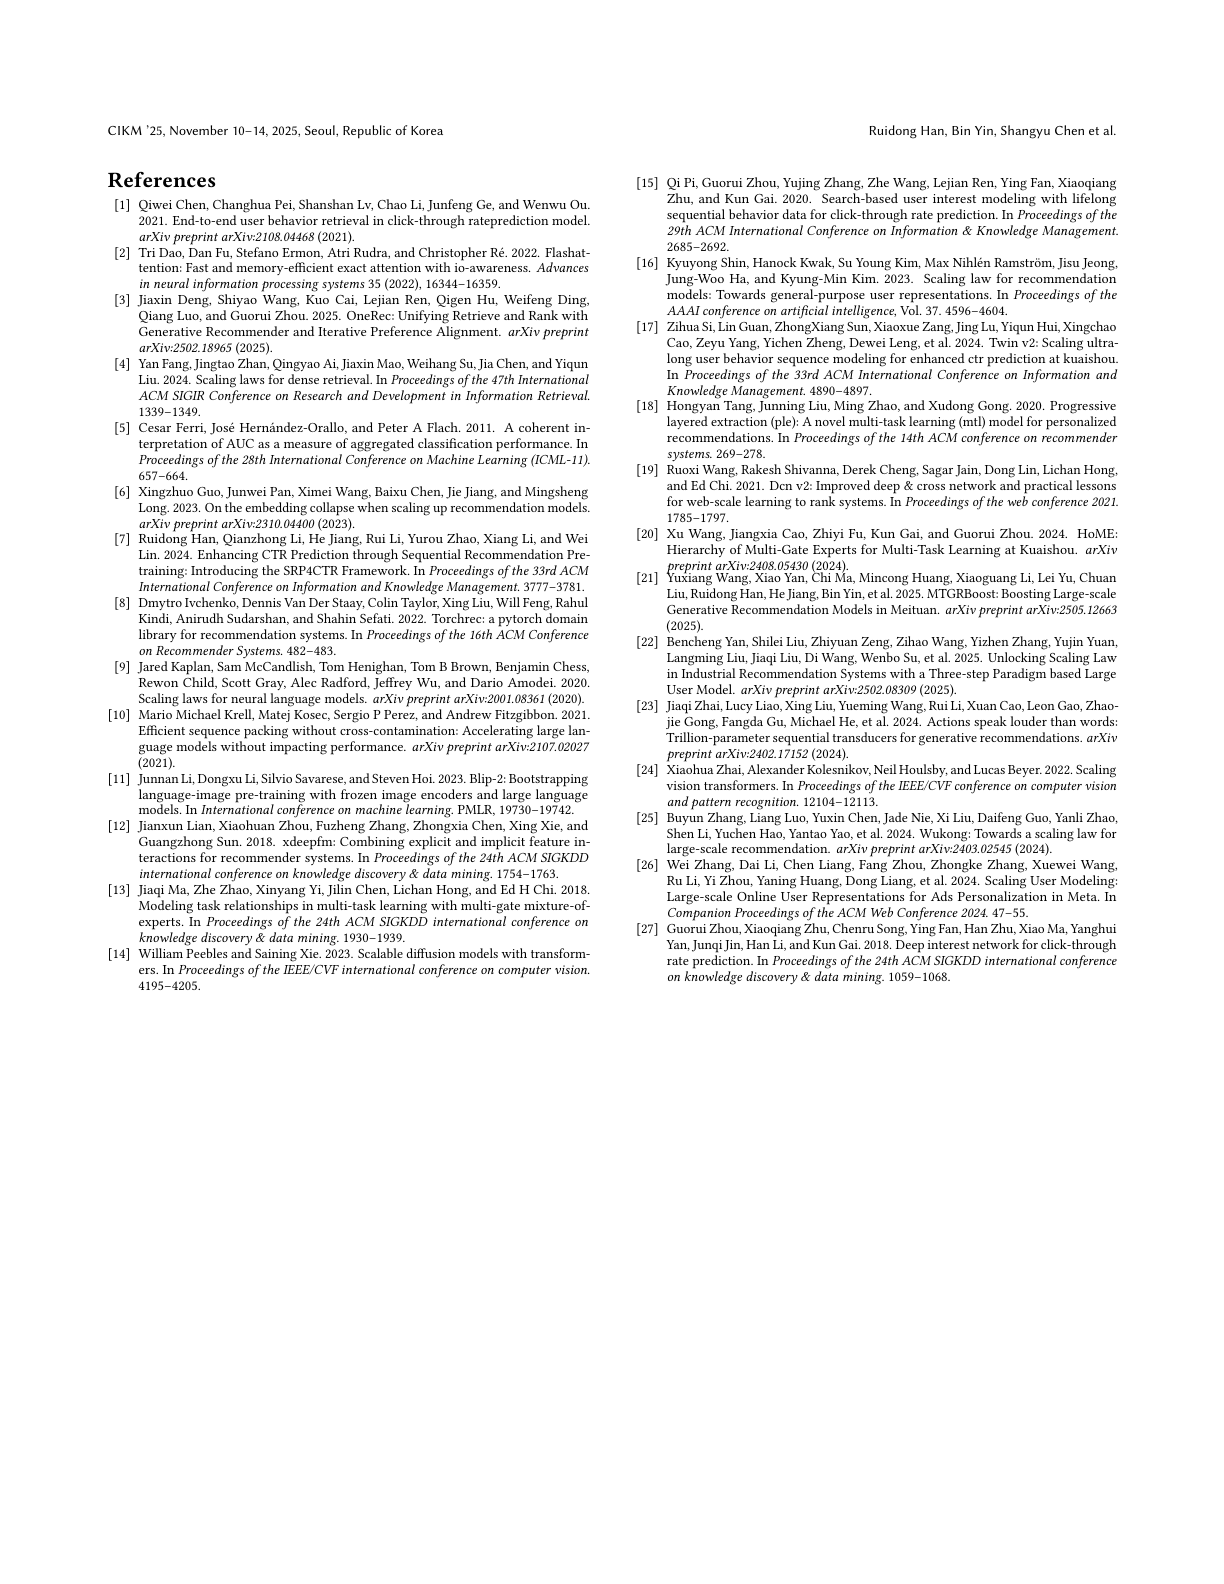 CIKM '25, November 10–14, 2025, Seoul, Republic of Korea
Ruidong Han, Bin Yin, Shangyu Chen et al.
References
[1] Qiwei Chen, Changhua Pei, Shanshan Lv, Chao Li, Junfeng Ge, and Wenwu Ou.
2021. End-to-end user behavior retrieval in click-through rateprediction model.
arXiv preprint arXiv:2108.04468 (2021).
[2] Tri Dao, Dan Fu, Stefano Ermon, Atri Rudra, and Christopher Ré. 2022. Flashat-
tention: Fast and memory-efficient exact attention with io-awareness. Advances
in neural information processing systems 35 (2022), 16344–16359.
[3] Jiaxin Deng, Shiyao Wang, Kuo Cai, Lejian Ren, Qigen Hu, Weifeng Ding,
Qiang Luo, and Guorui Zhou. 2025. OneRec: Unifying Retrieve and Rank with
Generative Recommender and Iterative Preference Alignment. arXiv preprint
arXiv:2502.18965 (2025).
[4] Yan Fang, Jingtao Zhan, Qingyao Ai, Jiaxin Mao, Weihang Su, Jia Chen, and Yiqun
Liu. 2024. Scaling laws for dense retrieval. In Proceedings of the 47th International
ACM SIGIR Conference on Research and Development in Information Retrieval.
1339–1349.
[5] Cesar Ferri, José Hernández-Orallo, and Peter A Flach. 2011. A coherent in-
terpretation of AUC as a measure of aggregated classification performance. In
Proceedings of the 28th International Conference on Machine Learning (ICML-11).
657–664.
[6] Xingzhuo Guo, Junwei Pan, Ximei Wang, Baixu Chen, Jie Jiang, and Mingsheng
Long. 2023. On the embedding collapse when scaling up recommendation models.
arXiv preprint arXiv:2310.04400 (2023).
[7] Ruidong Han, Qianzhong Li, He Jiang, Rui Li, Yurou Zhao, Xiang Li, and Wei
Lin. 2024. Enhancing CTR Prediction through Sequential Recommendation Pre-
training: Introducing the SRP4CTR Framework. In Proceedings of the 33rd ACM
International Conference on Information and Knowledge Management. 3777–3781.
[8] Dmytro Ivchenko, Dennis Van Der Staay, Colin Taylor, Xing Liu, Will Feng, Rahul
Kindi, Anirudh Sudarshan, and Shahin Sefati. 2022. Torchrec: a pytorch domain
library for recommendation systems. In Proceedings of the 16th ACM Conference
on Recommender Systems. 482–483.
[9] Jared Kaplan, Sam McCandlish, Tom Henighan, Tom B Brown, Benjamin Chess,
Rewon Child, Scott Gray, Alec Radford, Jeffrey Wu, and Dario Amodei. 2020.
Scaling laws for neural language models. arXiv preprint arXiv:2001.08361 (2020).
[10] Mario Michael Krell, Matej Kosec, Sergio P Perez, and Andrew Fitzgibbon. 2021.
Efficient sequence packing without cross-contamination: Accelerating large lan-
guage models without impacting performance. arXiv preprint arXiv:2107.02027
(2021).
[11] Junnan Li, Dongxu Li, Silvio Savarese, and Steven Hoi. 2023. Blip-2: Bootstrapping
language-image pre-training with frozen image encoders and large language
models. In International conference on machine learning. PMLR, 19730–19742.
[12] Jianxun Lian, Xiaohuan Zhou, Fuzheng Zhang, Zhongxia Chen, Xing Xie, and
Guangzhong Sun. 2018. xdeepfm: Combining explicit and implicit feature in-
teractions for recommender systems. In Proceedings of the 24th ACM SIGKDD
international conference on knowledge discovery & data mining. 1754–1763.
[13] Jiaqi Ma, Zhe Zhao, Xinyang Yi, Jilin Chen, Lichan Hong, and Ed H Chi. 2018.
Modeling task relationships in multi-task learning with multi-gate mixture-of-
experts. In Proceedings of the 24th ACM SIGKDD international conference on
knowledge discovery & data mining. 1930–1939.
[14] William Peebles and Saining Xie. 2023. Scalable diffusion models with transform-
ers. In Proceedings of the IEEE/CVF international conference on computer vision.
4195–4205.
[15] Qi Pi, Guorui Zhou, Yujing Zhang, Zhe Wang, Lejian Ren, Ying Fan, Xiaoqiang
Zhu, and Kun Gai. 2020. Search-based user interest modeling with lifelong
sequential behavior data for click-through rate prediction. In Proceedings of the
29th ACM International Conference on Information & Knowledge Management.
2685–2692.
[16] Kyuyong Shin, Hanock Kwak, Su Young Kim, Max Nihlén Ramström, Jisu Jeong,
Jung-Woo Ha, and Kyung-Min Kim. 2023. Scaling law for recommendation
models: Towards general-purpose user representations. In Proceedings of the
AAAI conference on artificial intelligence, Vol. 37. 4596–4604.
[17] Zihua Si, Lin Guan, ZhongXiang Sun, Xiaoxue Zang, Jing Lu, Yiqun Hui, Xingchao
Cao, Zeyu Yang, Yichen Zheng, Dewei Leng, et al. 2024. Twin v2: Scaling ultra-
long user behavior sequence modeling for enhanced ctr prediction at kuaishou.
In Proceedings of the 33rd ACM International Conference on Information and
Knowledge Management. 4890–4897.
[18] Hongyan Tang, Junning Liu, Ming Zhao, and Xudong Gong. 2020. Progressive
layered extraction (ple): A novel multi-task learning (mtl) model for personalized
recommendations. In Proceedings of the 14th ACM conference on recommender
systems. 269–278.
[19] Ruoxi Wang, Rakesh Shivanna, Derek Cheng, Sagar Jain, Dong Lin, Lichan Hong,
and Ed Chi. 2021. Dcn v2: Improved deep & cross network and practical lessons
for web-scale learning to rank systems. In Proceedings of the web conference 2021.
1785–1797.
[20] Xu Wang, Jiangxia Cao, Zhiyi Fu, Kun Gai, and Guorui Zhou. 2024. HoME:
Hierarchy of Multi-Gate Experts for Multi-Task Learning at Kuaishou. arXiv
preprint arXiv:2408.05430 (2024).
[21] Yuxiang Wang, Xiao Yan, Chi Ma, Mincong Huang, Xiaoguang Li, Lei Yu, Chuan
Liu, Ruidong Han, He Jiang, Bin Yin, et al. 2025. MTGRBoost: Boosting Large-scale
Generative Recommendation Models in Meituan. arXiv preprint arXiv:2505.12663
(2025).
[22] Bencheng Yan, Shilei Liu, Zhiyuan Zeng, Zihao Wang, Yizhen Zhang, Yujin Yuan,
Langming Liu, Jiaqi Liu, Di Wang, Wenbo Su, et al. 2025. Unlocking Scaling Law
in Industrial Recommendation Systems with a Three-step Paradigm based Large
User Model. arXiv preprint arXiv:2502.08309 (2025).
[23] Jiaqi Zhai, Lucy Liao, Xing Liu, Yueming Wang, Rui Li, Xuan Cao, Leon Gao, Zhao-
jie Gong, Fangda Gu, Michael He, et al. 2024. Actions speak louder than words:
Trillion-parameter sequential transducers for generative recommendations. arXiv
preprint arXiv:2402.17152 (2024).
[24] Xiaohua Zhai, Alexander Kolesnikov, Neil Houlsby, and Lucas Beyer. 2022. Scaling
vision transformers. In Proceedings of the IEEE/CVF conference on computer vision
and pattern recognition. 12104–12113.
[25] Buyun Zhang, Liang Luo, Yuxin Chen, Jade Nie, Xi Liu, Daifeng Guo, Yanli Zhao,
Shen Li, Yuchen Hao, Yantao Yao, et al. 2024. Wukong: Towards a scaling law for
large-scale recommendation. arXiv preprint arXiv:2403.02545 (2024).
[26] Wei Zhang, Dai Li, Chen Liang, Fang Zhou, Zhongke Zhang, Xuewei Wang,
Ru Li, Yi Zhou, Yaning Huang, Dong Liang, et al. 2024. Scaling User Modeling:
Large-scale Online User Representations for Ads Personalization in Meta. In
Companion Proceedings of the ACM Web Conference 2024. 47–55.
[27] Guorui Zhou, Xiaoqiang Zhu, Chenru Song, Ying Fan, Han Zhu, Xiao Ma, Yanghui
Yan, Junqi Jin, Han Li, and Kun Gai. 2018. Deep interest network for click-through
rate prediction. In Proceedings of the 24th ACM SIGKDD international conference
on knowledge discovery & data mining. 1059–1068.